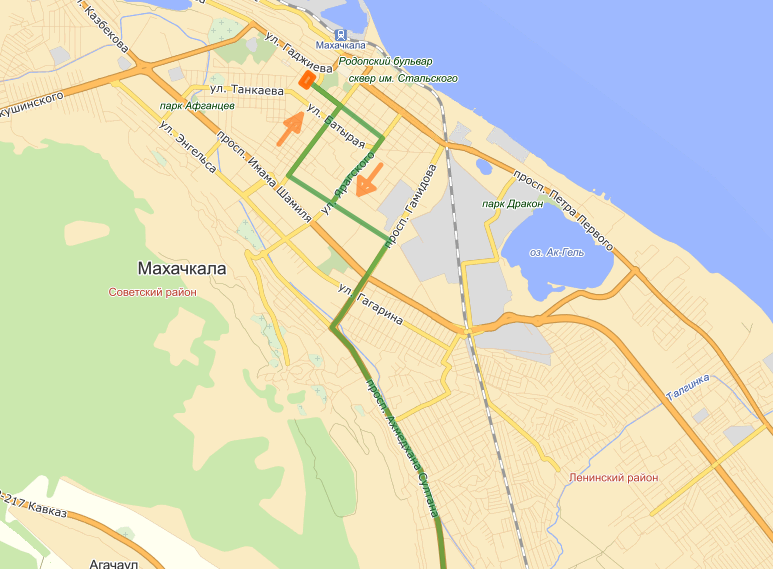 ул. Казбекова
ул. Гаджиева
Махачкала
Родопский бульвар
сквер им. Стальского
ул. Танкаева
кушинского
парк Афганцев
ул. Батырая
ул. Энгельса
просп. Имама Шамиля
ул. Ярагского
просп. Гамидова
просп. Петра Первого
парк Дракон
оз. Ак-Гель
Махачкала
Советский район
ул. Гагарина
Талгинка
просп. Ахмедхана Султана
Ленинский район
Р-217 Кавказ
Агачаул